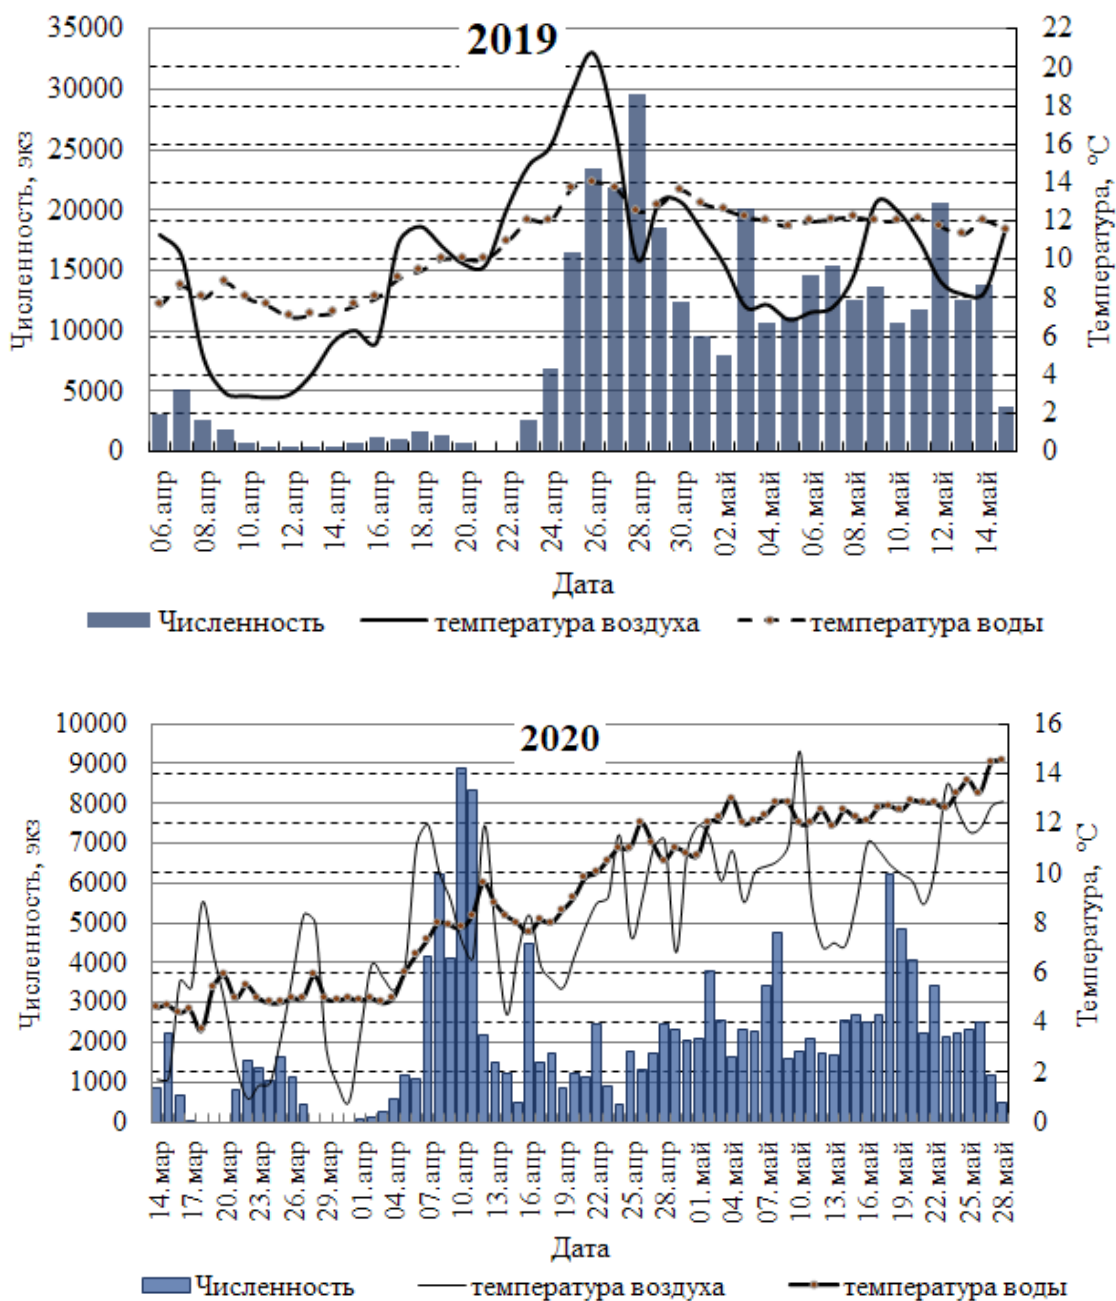 2019
35000
30000
25000
20000
15000
10000
5000
0
Численность, экз
22
20
18
16
14
12
10
8
6
4
2
0
Температура, °С
06.апр
08.апр
10.апр
12.апр
14.апр
16.апр
18.апр
20.апр
22.апр
24.апр
26.апр
28.апр
30.апр
02.май
04.май
06.май
08.май
10.май
12.май
14.май
Дата
Численность температура воздуха температура воды
2020
10000
9000
8000
7000
6000
5000
4000
3000
2000
1000
0
Численность, экз
16
14
12
10
8
6
4
2
0
Температура, °С
14.мар
17.мар
20.мар
23.мар
26.мар
29.мар
01.апр
04.апр
07.апр
10.апр
13.апр
16.апр
19.апр
22.апр
25.апр
28.апр
01.май
04.май
07.май
10.май
13.май
16.май
19.май
22.май
25.май
28.май
Дата
Численность температура воздуха температура воды